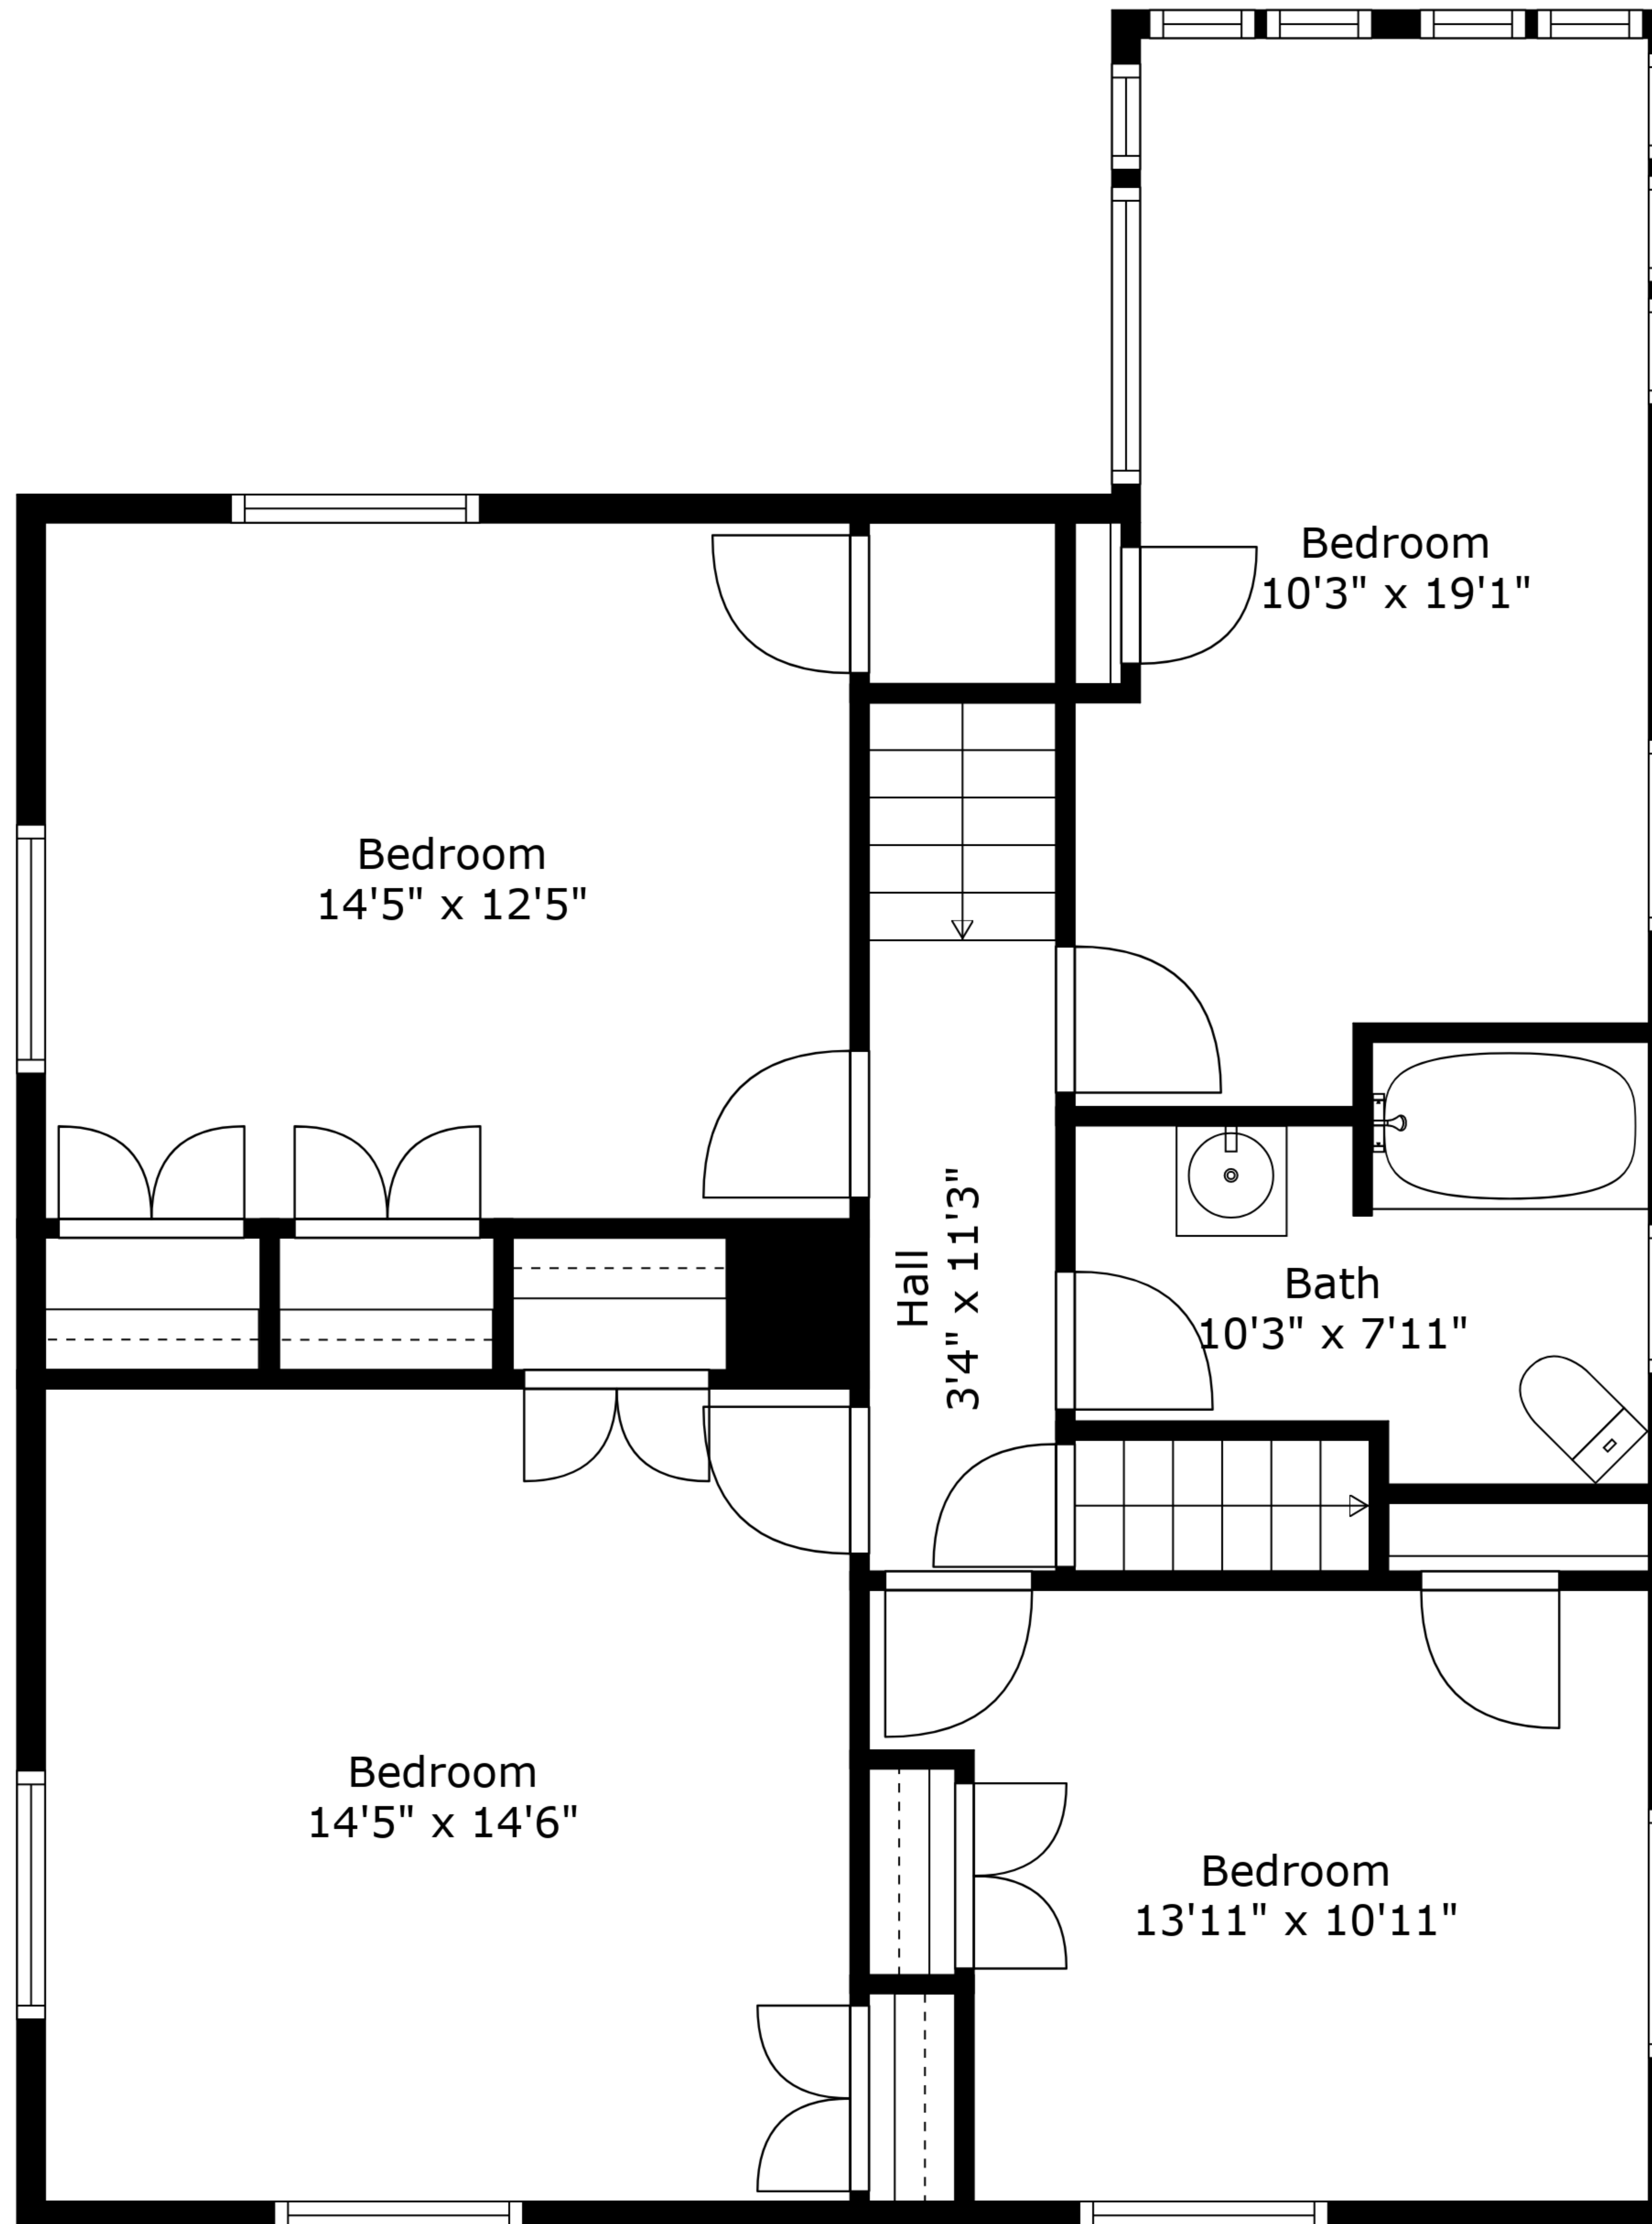 Bedroom
10'3" x 19'1"
Bedroom
14'5" x 12'5"
Hall
3'4" x 11'3"
Bath
10'3" x 7'11"
Bedroom
14'5" x 14'6"
Bedroom
13'11" x 10'11"